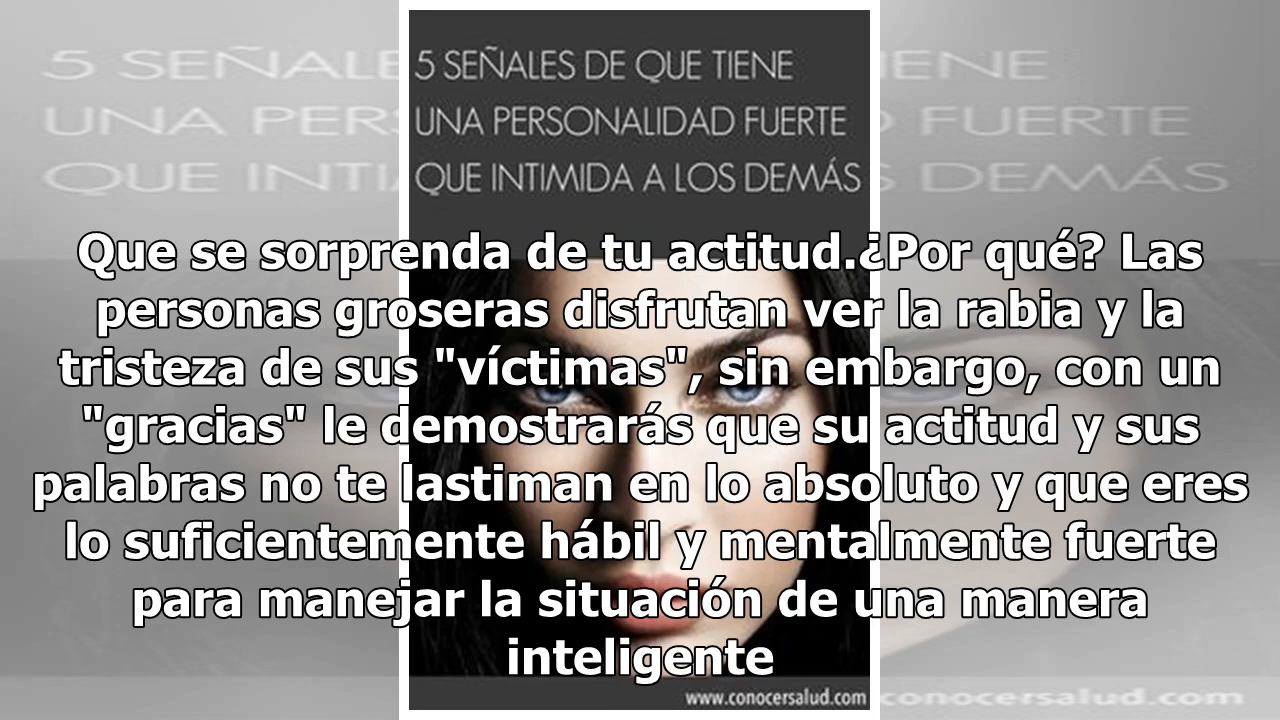 5 SEÑALES DE QUE TIENE
UNA PERSONALIDAD FUERTE
QUE INTIMIDA A LOS DEMÁS
Que se sorprenda de tu actitud.¿Por qué? Las
personas groseras disfrutan ver la rabia y la
tristeza de sus "víctimas", sin embargo, con un
"gracias" le demostrarás que su actitud y sus
palabras no te lastiman en lo absoluto y que eres
lo suficientemente hábil y mentalmente fuerte
para manejar la situación de una manera
inteligente
www.conocersalud.com